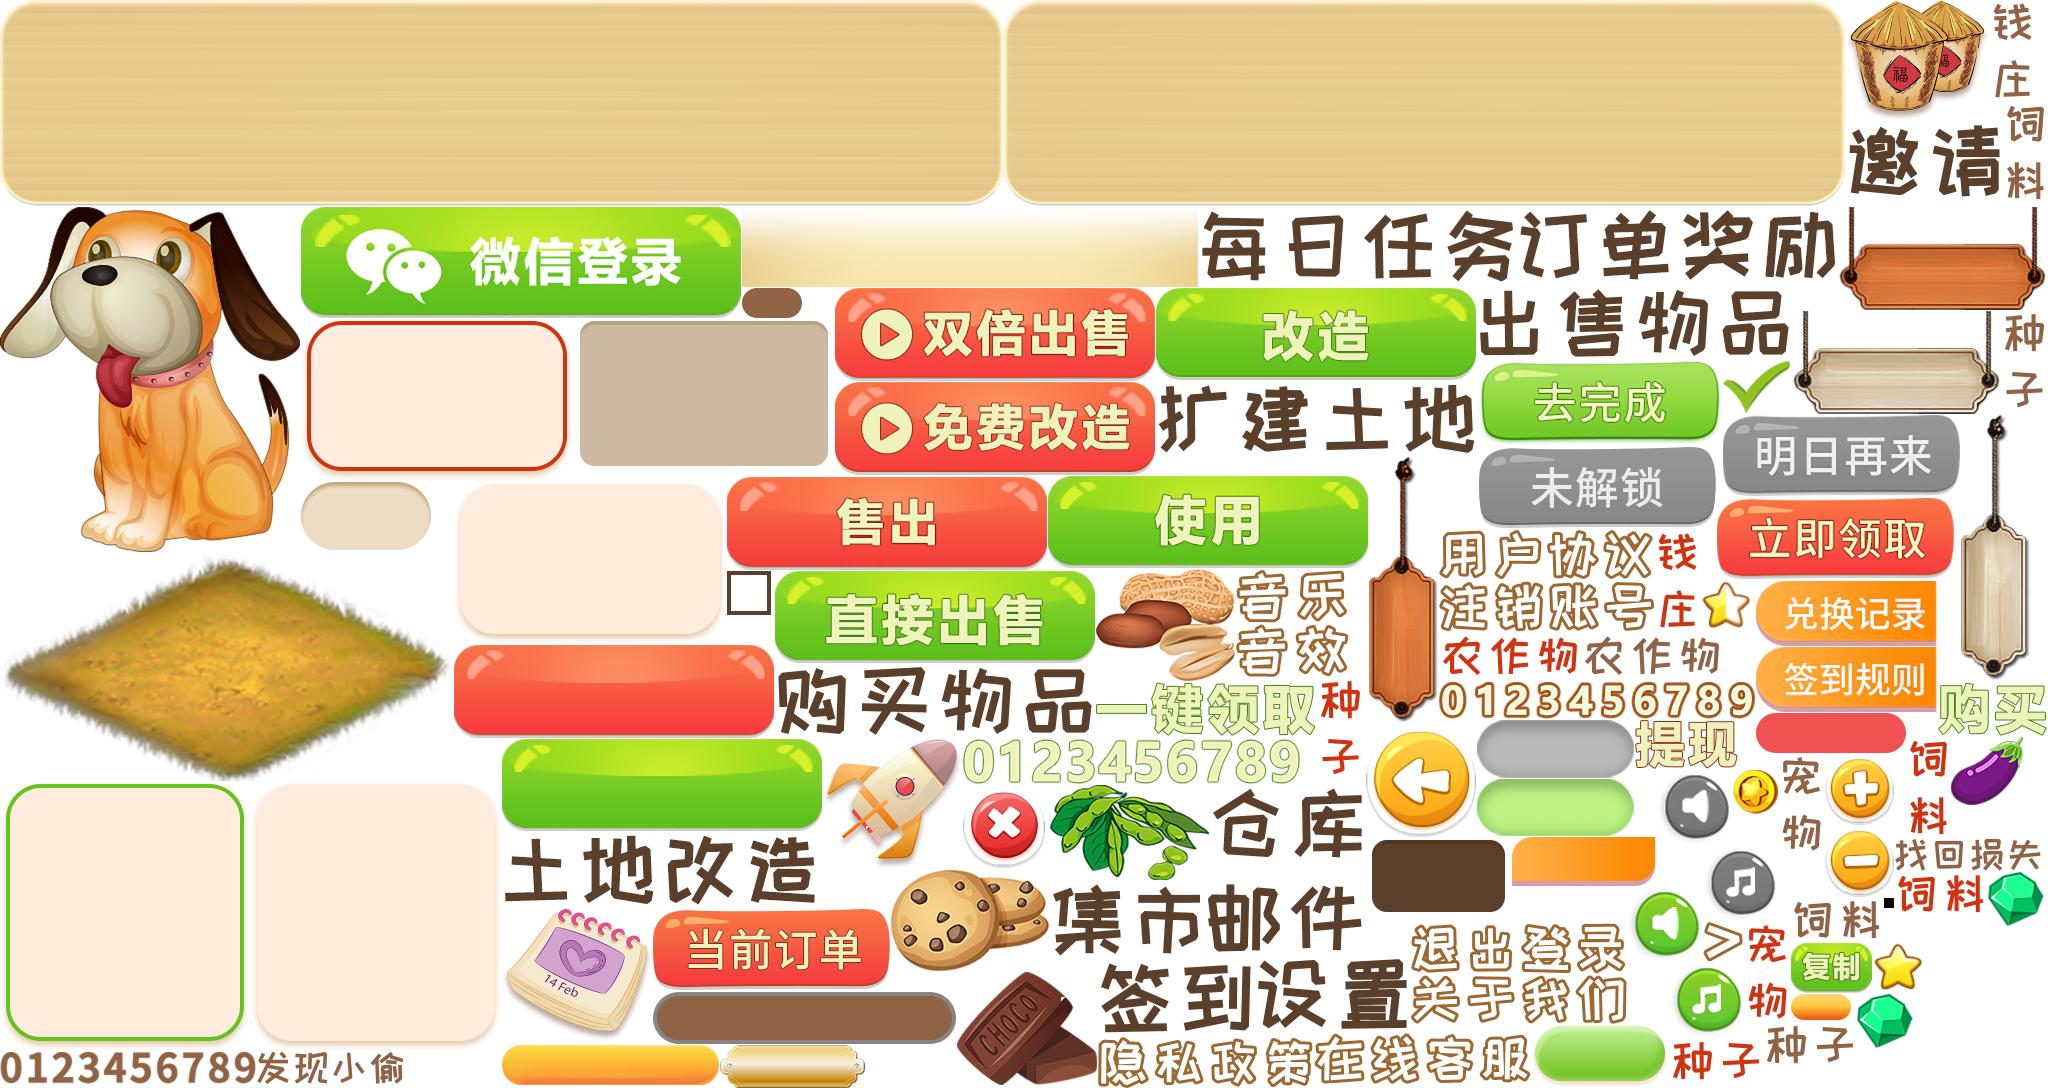 福
福
钱庄
饲料
邀请
微信登录
每日任务订单奖励
双倍出售
改造
出售物品
种子
免费改造
扩建土地
去完成
明日再来
未解锁
售出
使用
立即领取
用户协议
钱庄
注销账号
直接出售
音乐
音效
兑换记录
农作物
农作物
签到规则
购买物品
一键领取
种子
0123456789
购买
提现
0123456789
饲料
宠物
仓库
土地改造
找回损失
饲料
集市
邮件
饲料
当前订单
14 Feb
退出登录
>
宠物
复制
签到
设置
关于我们
CHOCO
0123456789
发现小偷
隐私政策
在线客服
种子
种子